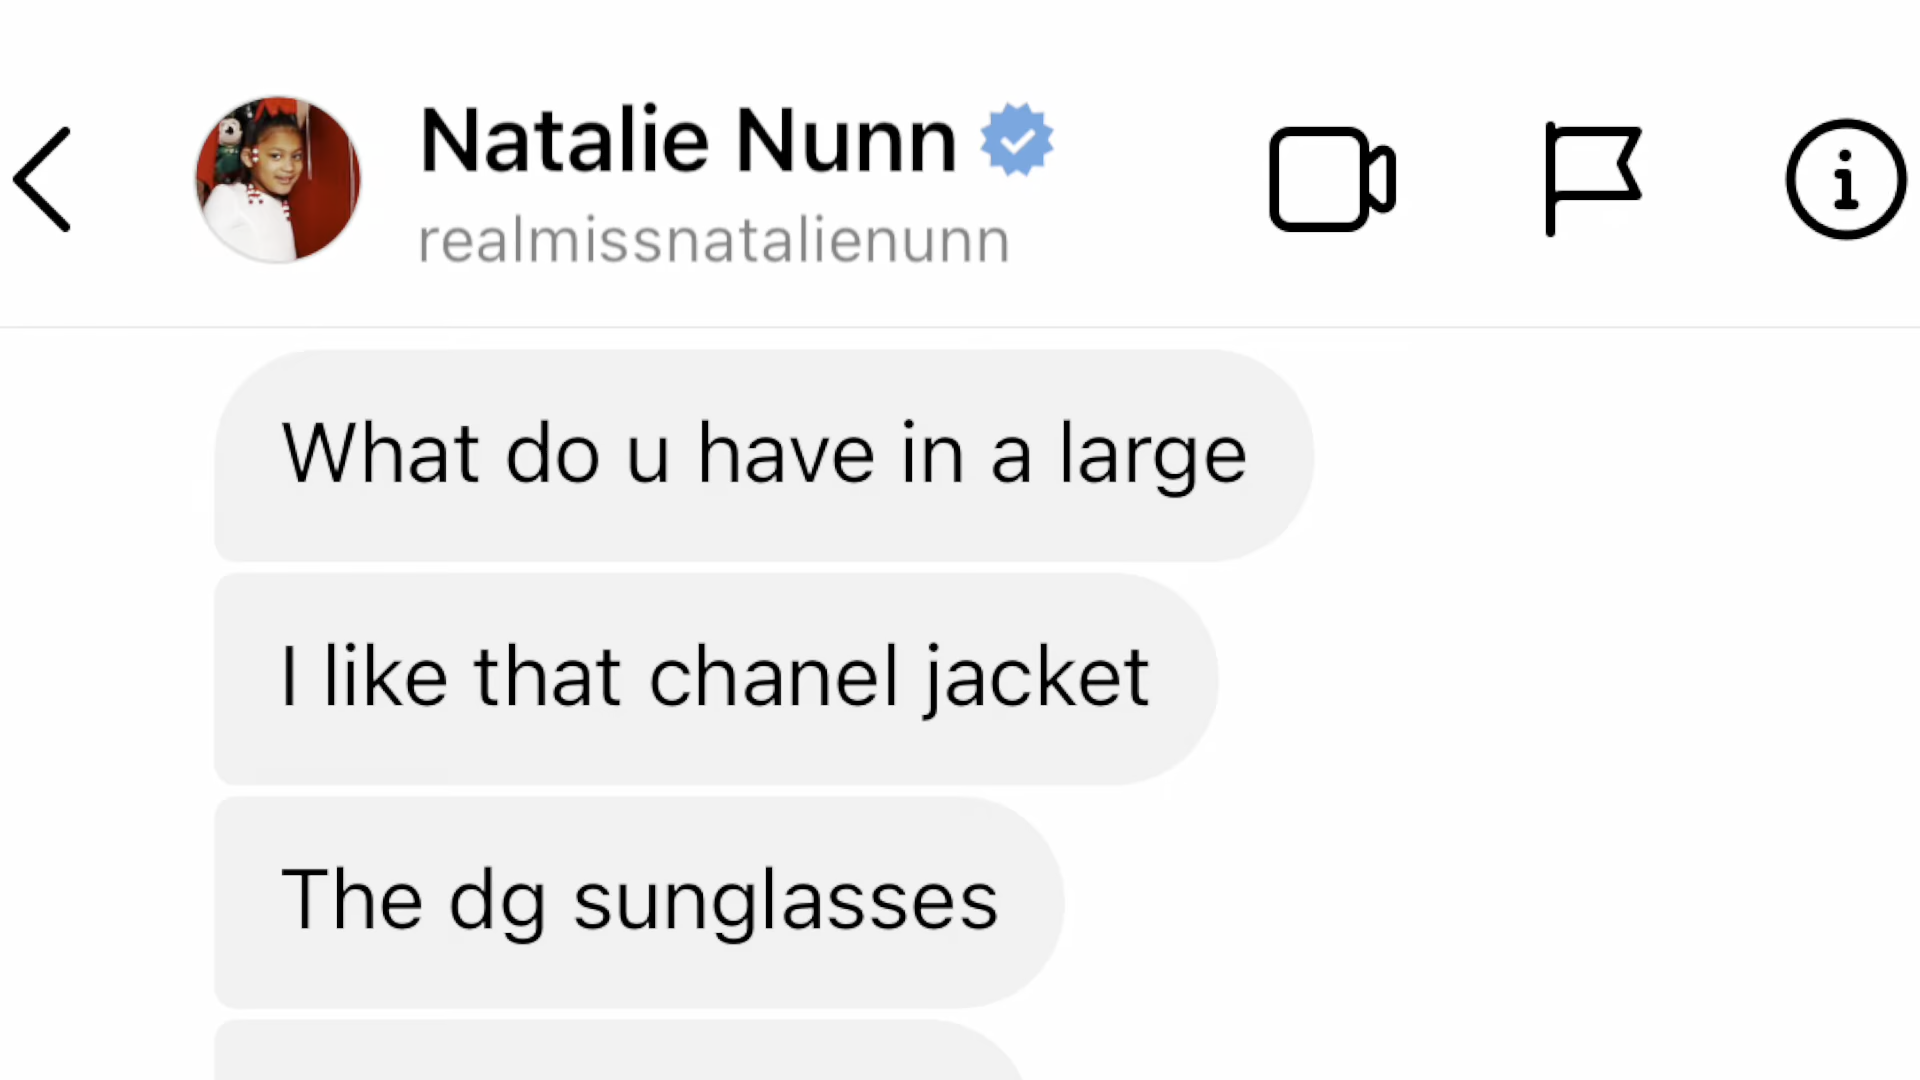 Natalie Nunn
realmissnatalienunn
What do u have in a large
I like that chanel jacket
The dg sunglasses